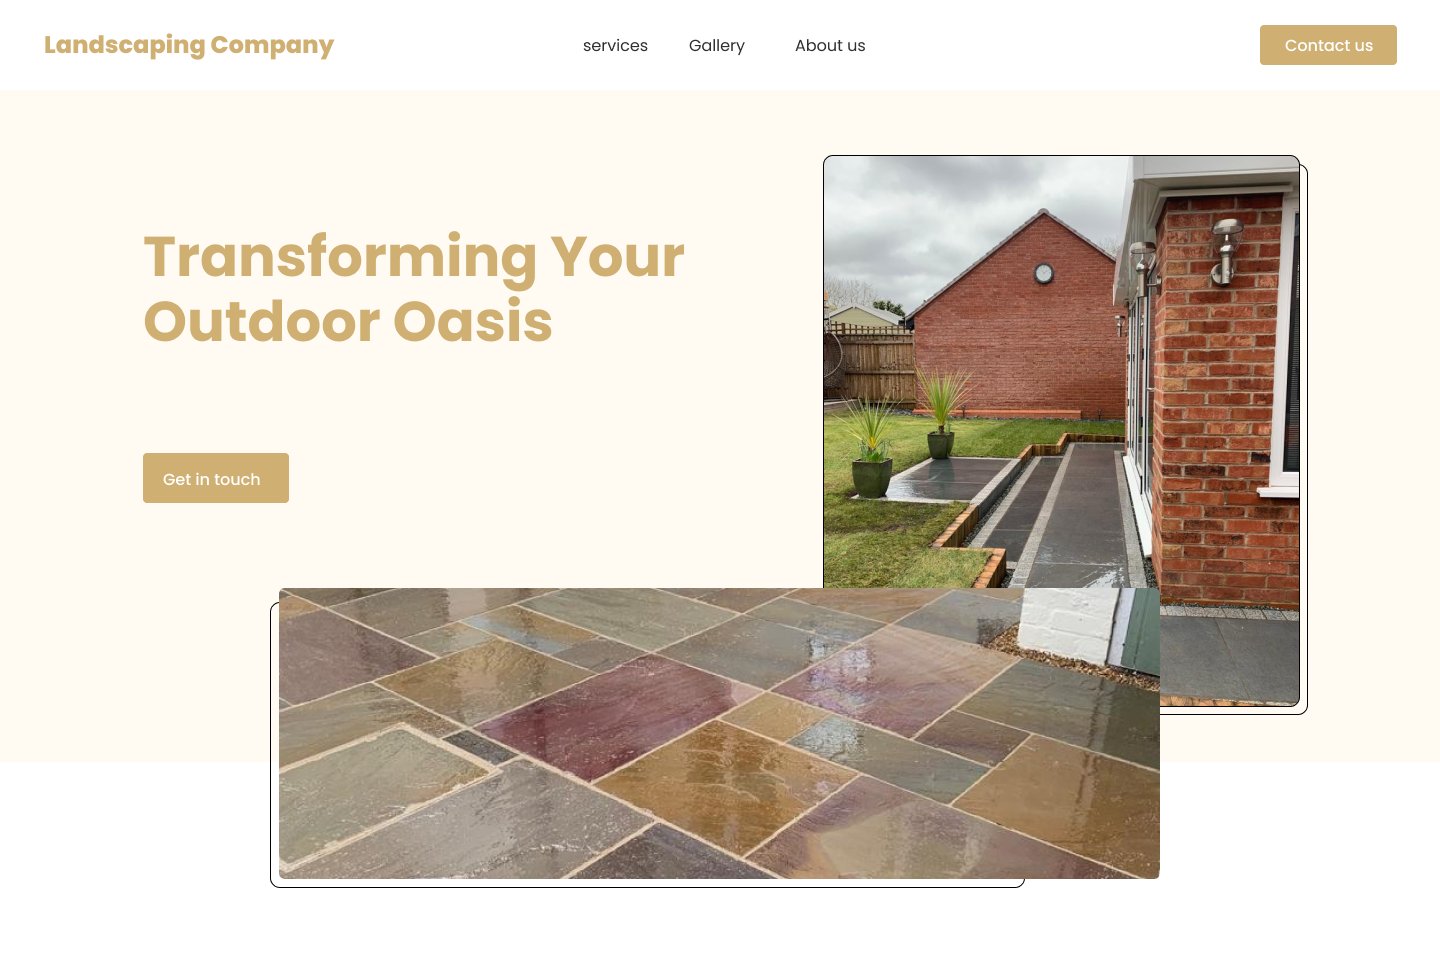 Landscaping Company
services
Gallery
About us
Contact us
Transforming Your
Outdoor Oasis
Get in touch